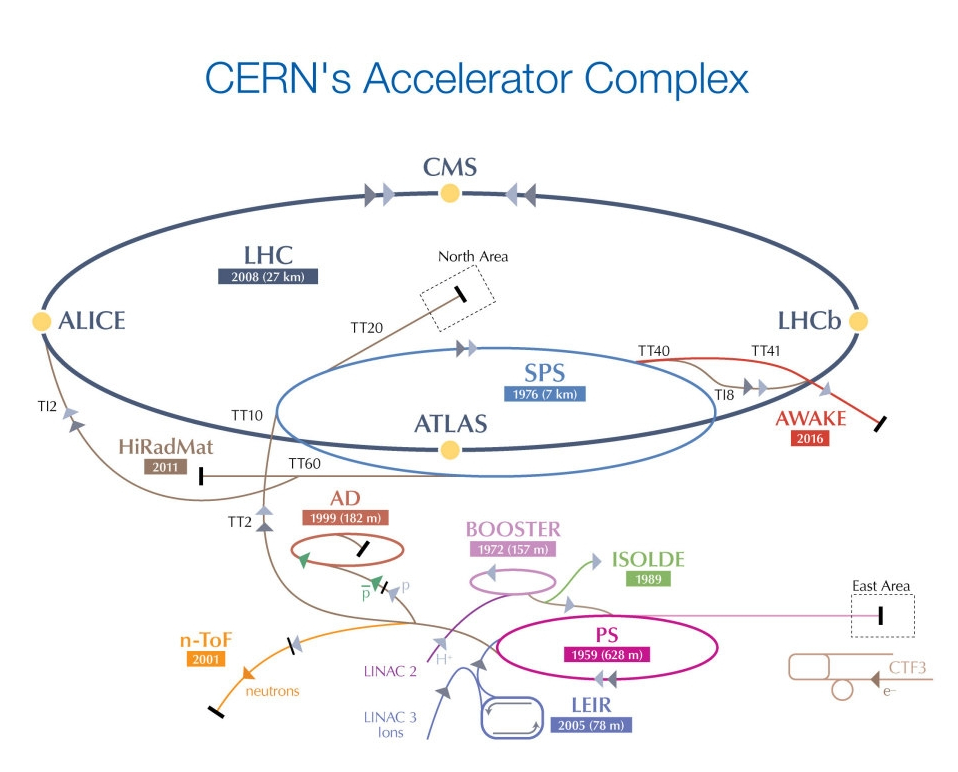 CERN's Accelerator Complex
CMS
LHC
2008 (27 km)
North Area
ALICE
LHCb
TT20
TT40
TT41
SPS
1976 (7 km)
TI8
TI2
TT10
ATLAS
AWAKE
2016
HiRadMat
2011
TT60
AD
1999 (182 m)
TT2
BOOSTER
1972 (157 m)
ISOLDE
1989
p̅
p
East Area
n-ToF
2001
neutrons
H⁺
LINAC 2
PS
1959 (628 m)
CTF3
e⁻
LINAC 3
Ions
LEIR
2005 (78 m)